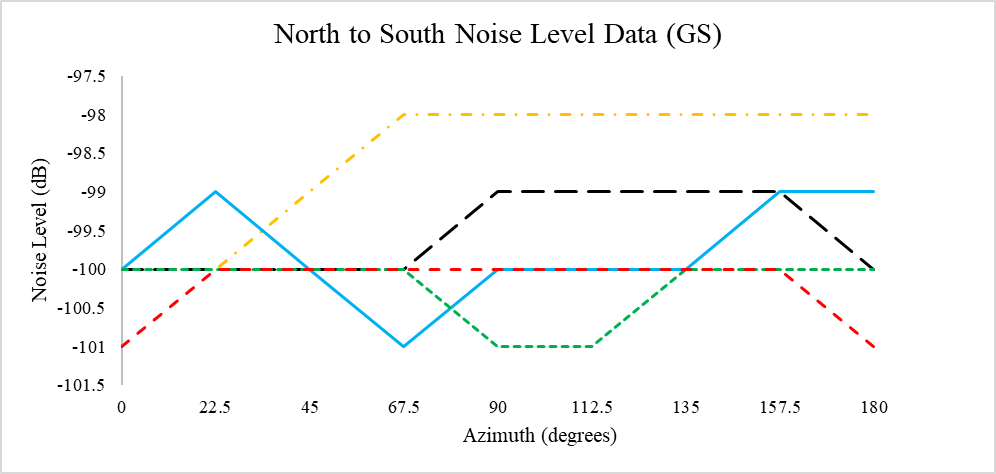 North to South Noise Level Data (GS)
-97.5
-98
-98.5
-99
-99.5
-100
-100.5
-101
-101.5
Noise Level (dB)
0 22.5 45 67.5 90 112.5 135 157.5 180
Azimuth (degrees)